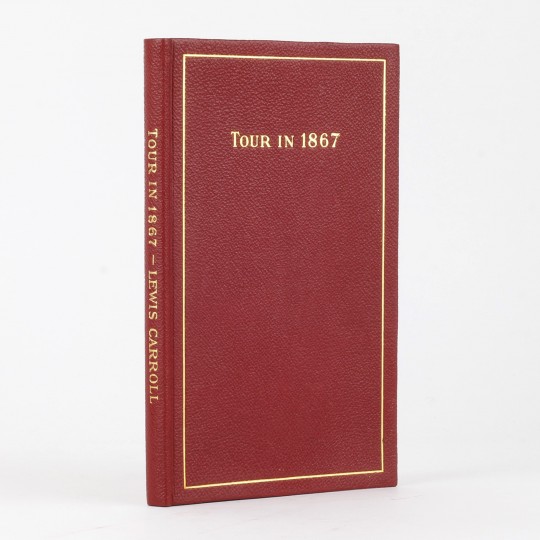 TOUR IN 1867
TOUR IN 1867 – LEWIS CARROLL